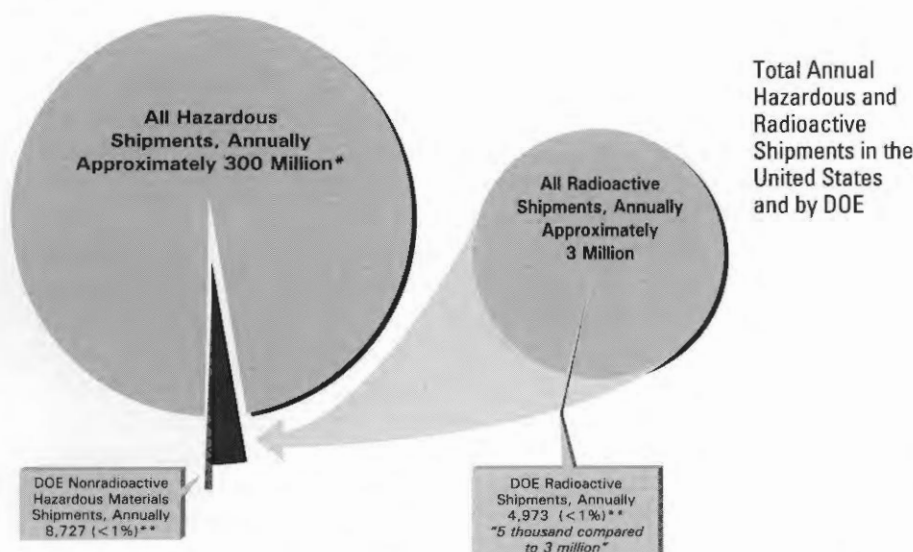 All Hazardous
Shipments, Annually
Approximately 300 Million*
All Radioactive
Shipments, Annually
Approximately
3 Million
Total Annual
Hazardous and
Radioactive
Shipments in the
United States
and by DOE
DOE Nonradioactive
Hazardous Materials
Shipments, Annually
8,727 (<1%)**
DOE Radioactive
Shipments, Annually
4,973 (<1%)**
"5 thousand compared
to 3 million"